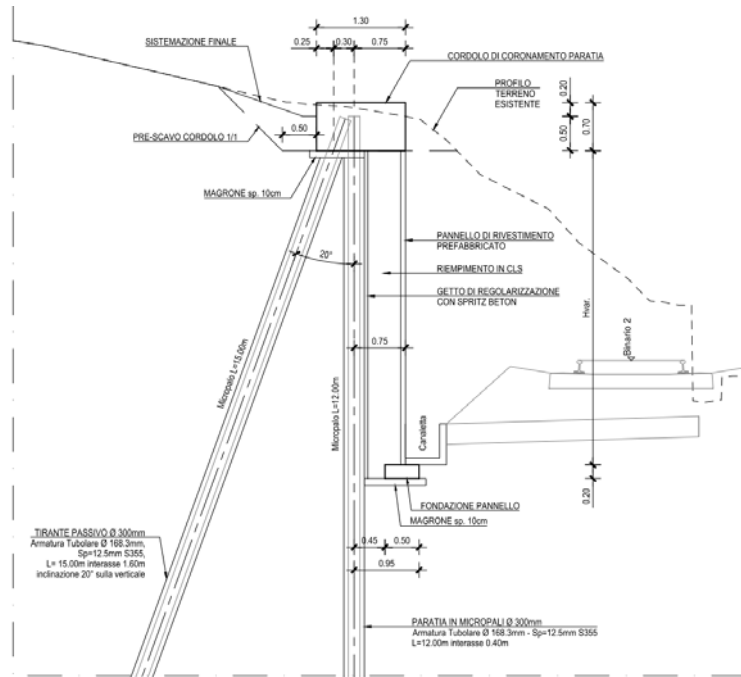 1.30
0.25
0.30
0.75
SISTEMAZIONE FINALE
CORDOLO DI CORONAMENTO PARATIA
PROFILO
TERRENO
ESISTENTE
0.20
0.50
0.70
0.50
PRE-SCAVO CORDOLO 1/1
MAGRONE sp. 10cm
PANNELLO DI RIVESTIMENTO
PREFABBRICATO
20°
RIEMPIMENTO IN CLS
GETTO DI REGOLARIZZAZIONE
CON SPRITZ BETON
Hvar.
Binario 2
0.75
Micropalo L=15.00m
Micropalo L=12.00m
Canaletta
0.20
FONDAZIONE PANNELLO
MAGRONE sp. 10cm
TIRANTE PASSIVO Ø 300mm
Armatura Tubolare Ø 168.3mm,
Sp=12.5mm S355,
L= 15.00m interasse 1.60m
inclinazione 20° sulla verticale
0.45
0.50
0.95
PARATIA IN MICROPALI Ø 300mm
Armatura Tubolare Ø 168.3mm - Sp=12.5mm S355
L=12.00m interasse 0.40m